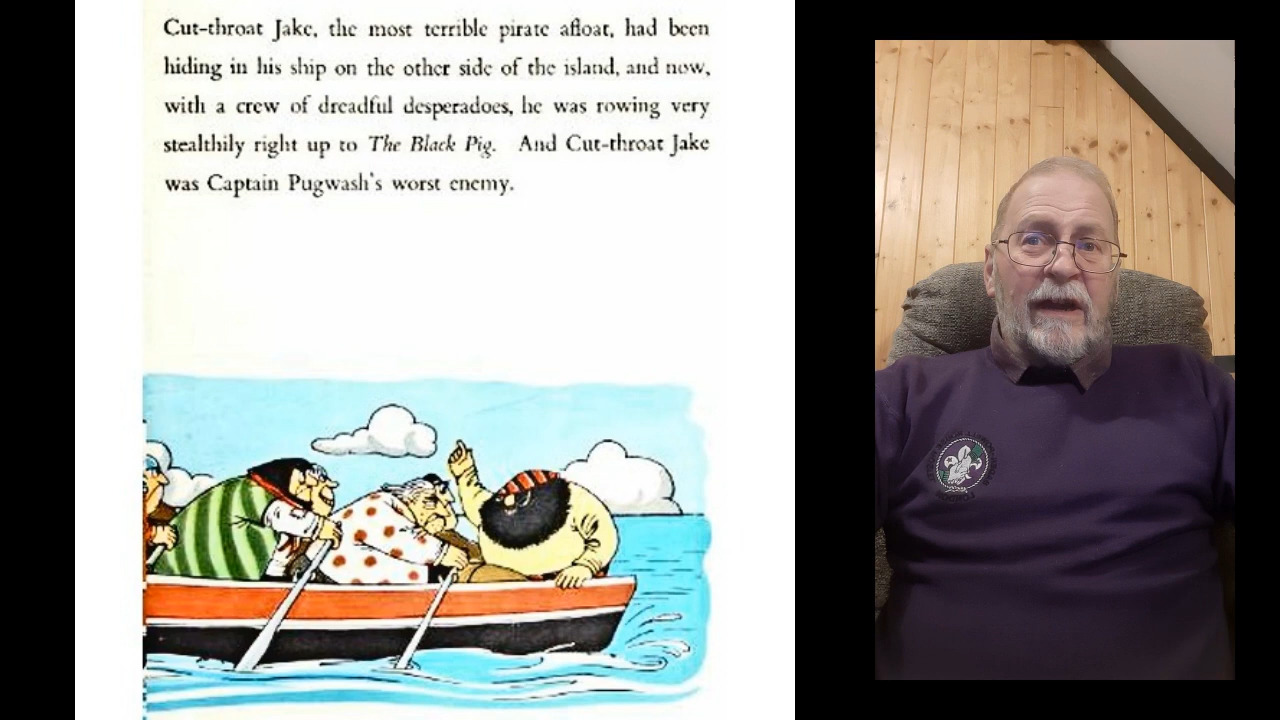 Cut-throat Jake, the most terrible pirate afloat, had been
hiding in his ship on the other side of the island, and now,
with a crew of dreadful desperadoes, he was rowing very
stealthily right up to The Black Pig. And Cut-throat Jake
was Captain Pugwash's worst enemy.